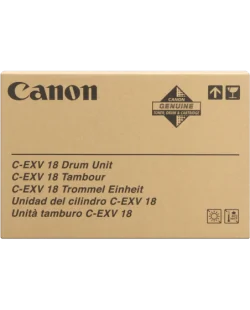 Canon
CANON
GENUINE
C-EXV 18 Drum Unit
C-EXV 18 Tambour
C-EXV 18 Trommel Einheit
Unidad del cilindro C-EXV 18
Unità tamburo C-EXV 18